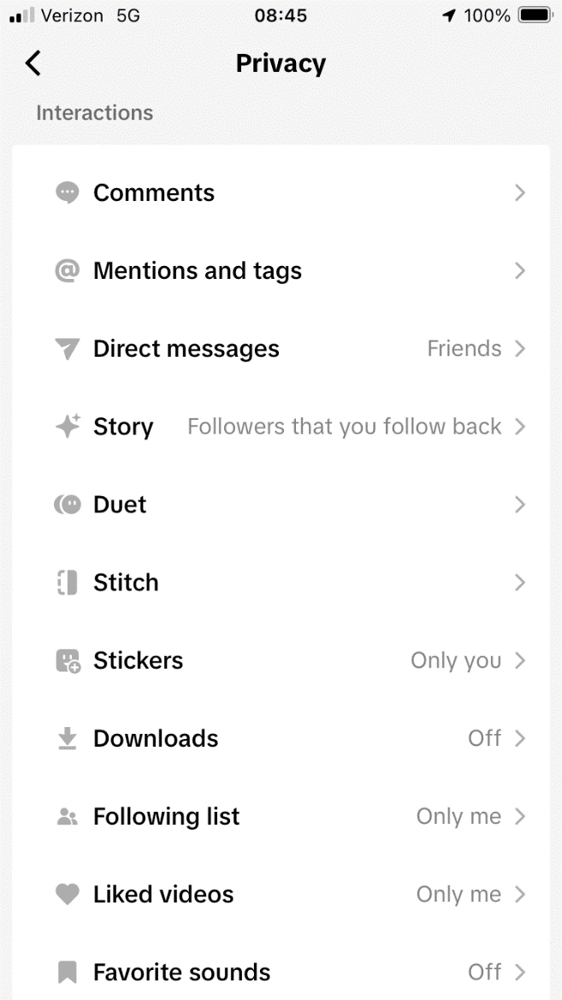 Verizon 5G 08:45 100%
Privacy
Interactions
Comments
Mentions and tags
Direct messages Friends
Story Followers that you follow back
Duet
Stitch
Stickers Only you
Downloads Off
Following list Only me
Liked videos Only me
Favorite sounds Off